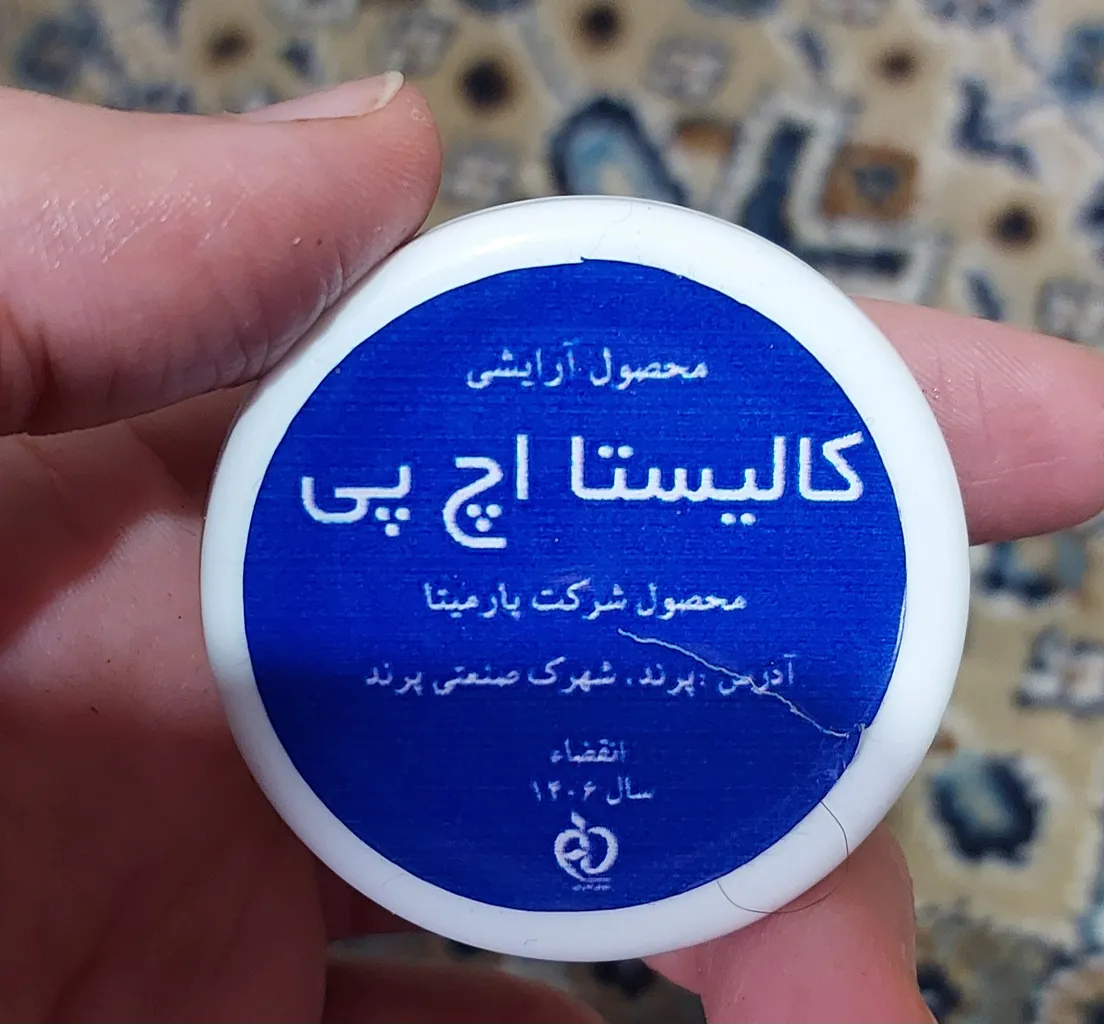 محصول آرایشی
کالیستا اچ پی
محصول شرکت پارمیتا
آدرس :پرند، شهرک صنعتی پرند
انقضاء
سال ۱۴۰۶